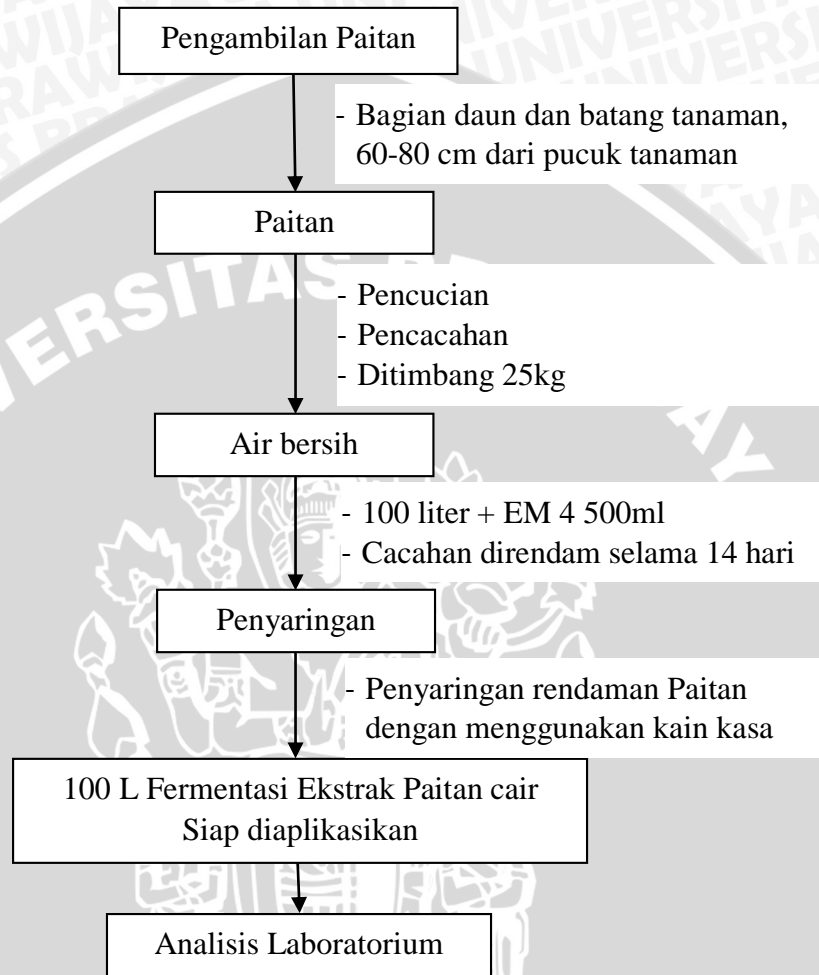 Pengambilan Paitan
- Bagian daun dan batang tanaman,
60-80 cm dari pucuk tanaman
Paitan
- Pencucian
- Pencacahan
- Ditimbang 25kg
Air bersih
- 100 liter + EM 4 500ml
- Cacahan direndam selama 14 hari
Penyaringan
- Penyaringan rendaman Paitan
dengan menggunakan kain kasa
100 L Fermentasi Ekstrak Paitan cair
Siap diaplikasikan
Analisis Laboratorium